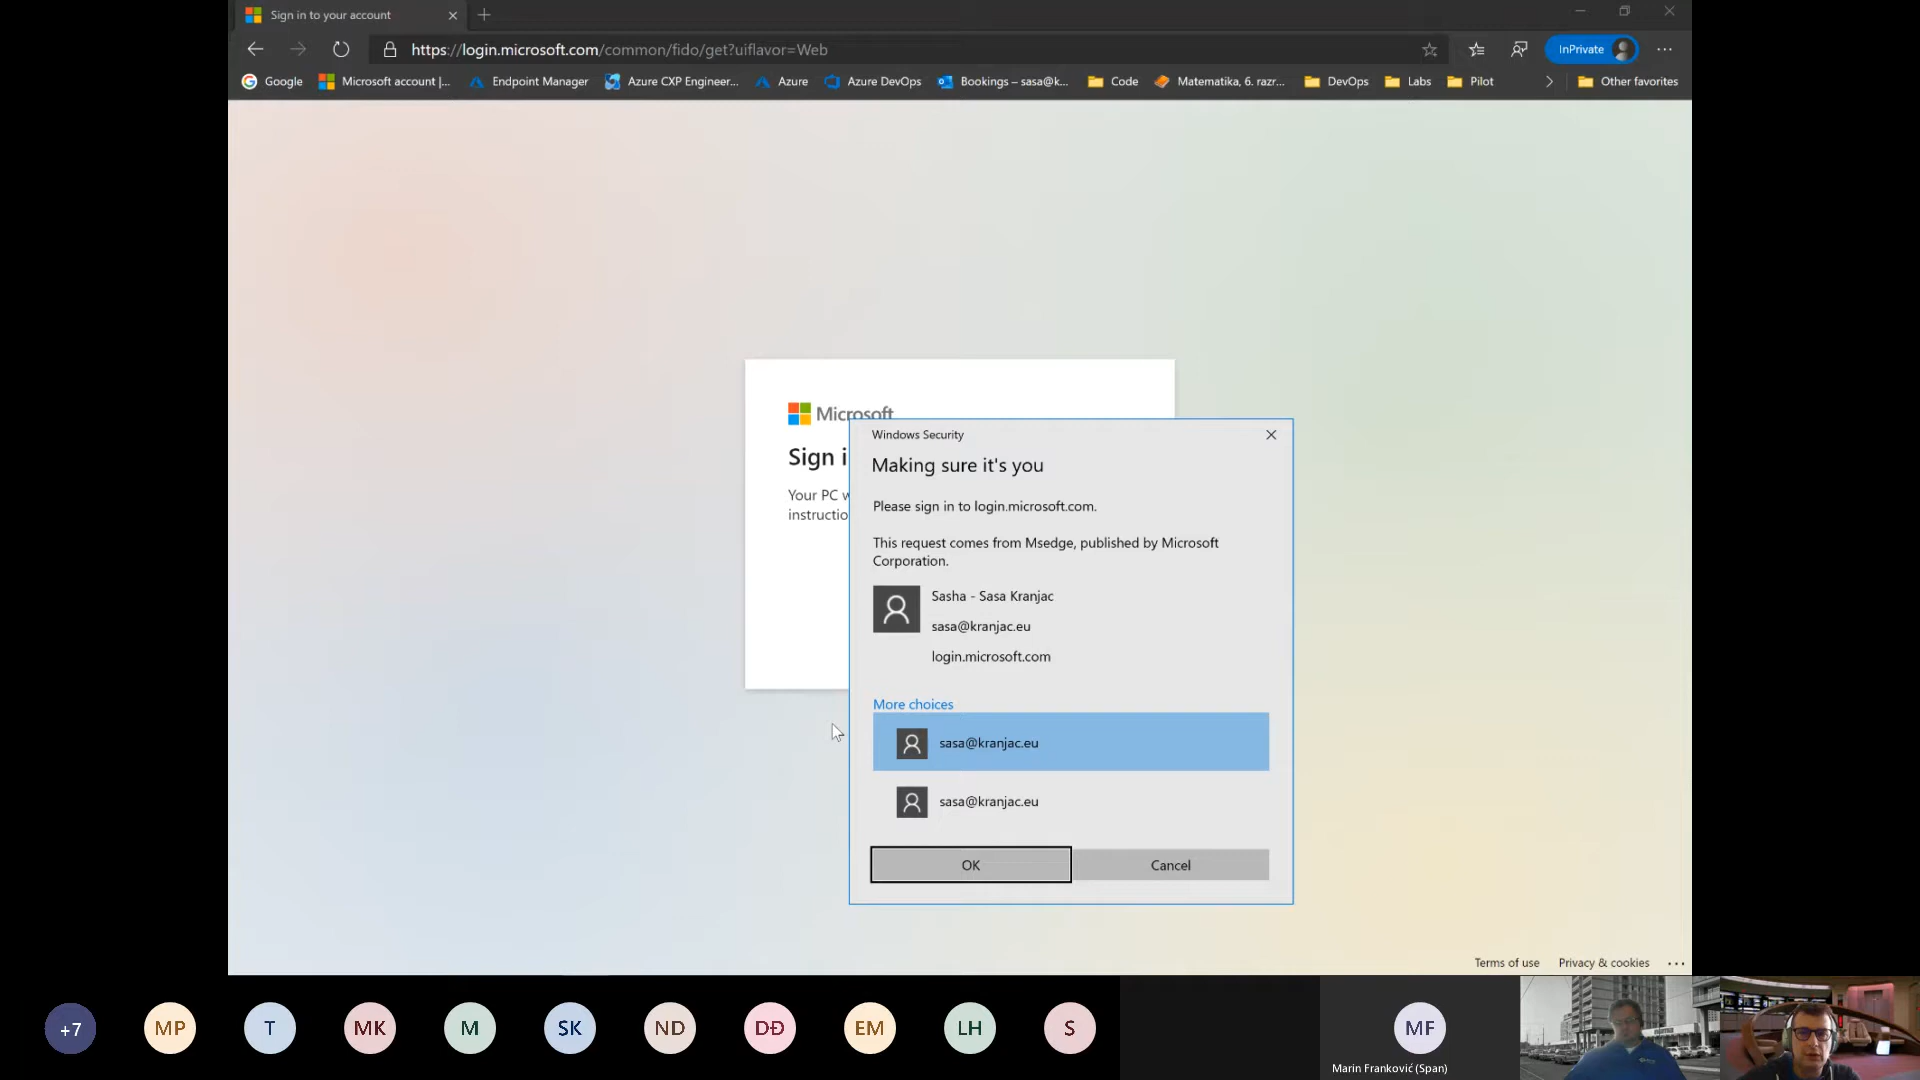 Sign in to your account
https://login.microsoft.com/common/fido/get?uiflavor=Web
InPrivate
Google
Microsoft account |...
Endpoint Manager
Azure CXP Engineer...
Azure
Azure DevOps
Bookings – sasa@k...
Code
Matematika, 6. razr...
DevOps
Labs
Pilot
Other favorites
Microsoft
Sign i
Your PC w
instructio
Windows Security
Making sure it's you
Please sign in to login.microsoft.com.
This request comes from Msedge, published by Microsoft
Corporation.
Sasha - Sasa Kranjac
sasa@kranjac.eu
login.microsoft.com
More choices
sasa@kranjac.eu
sasa@kranjac.eu
OK
Cancel
Terms of use
Privacy & cookies
+7
MP
T
MK
M
SK
ND
DĐ
EM
LH
S
MF
Marin Franković (Span)